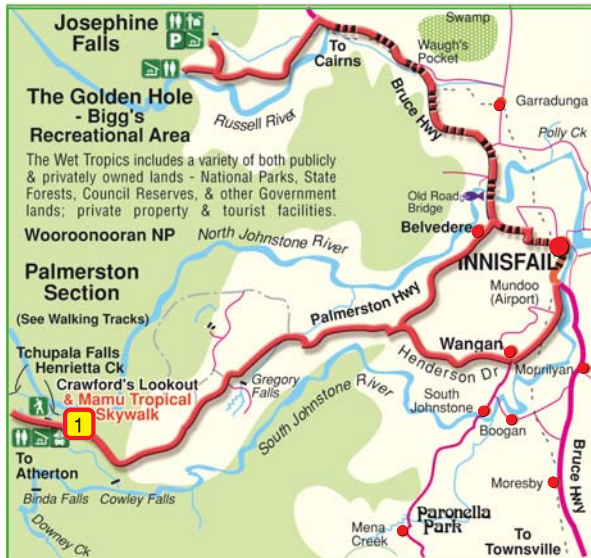 Josephine
Falls
P
To
Cairns
Swamp
Waugh's
Pocket
Garradunga
Bruce Hwy
Polly Ck
The Golden Hole
- Bigg's
Recreational Area
Russell River
The Wet Tropics includes a variety of both publicly
& privately owned lands - National Parks, State
Forests, Council Reserves, & other Government
lands; private property & tourist facilities.
Old Road
Bridge
Belvedere
Wooroonooran NP
North Johnstone River
INNISFAIL
Palmerston
Section
(See Walking Tracks)
Palmerston Hwy
Mundoo
(Airport)
Wangan
Henderson Dr
Mourilyan
Tchupala Falls
Henrietta Ck
Crawford's Lookout
& Mamu Tropical
Skywalk
1
Gregory
Falls
South Johnstone River
South
Johnstone
Boogan
Bruce Hwy
To
Atherton
Binda Falls
Cowley Falls
Downey Ck
Moresby
Paronella
Park
Mena
Creek
To
Townsville